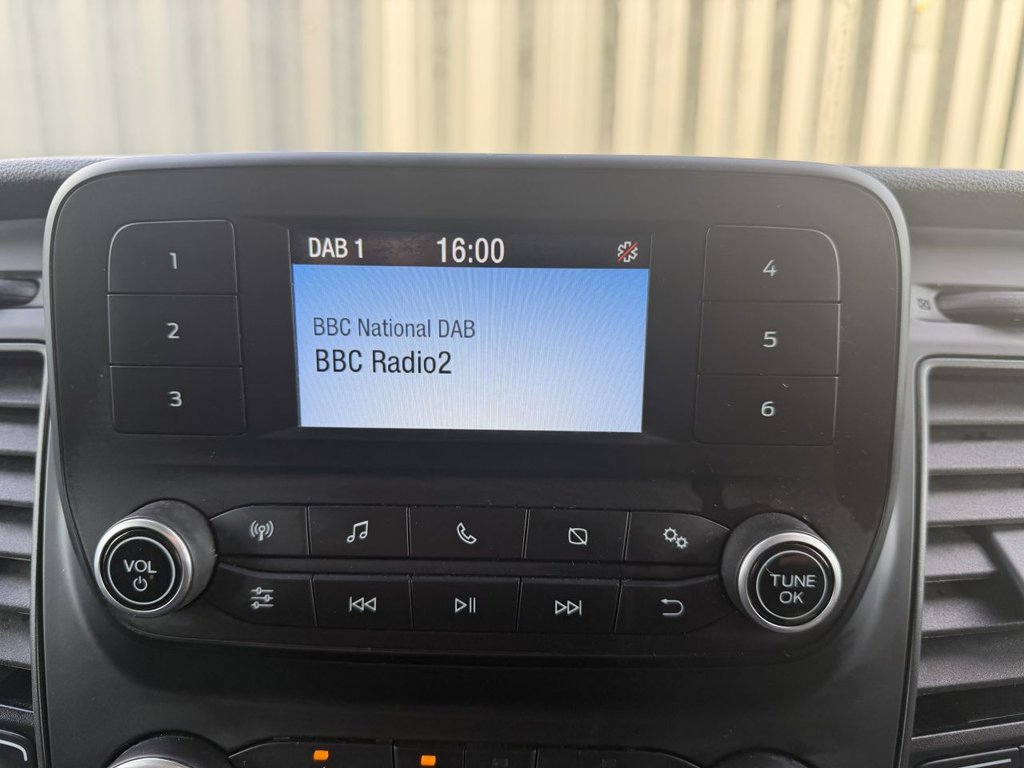 DAB 1 16:00
BBC National DAB
BBC Radio2
1
2
3
4
5
6
VOL
TUNE
OK